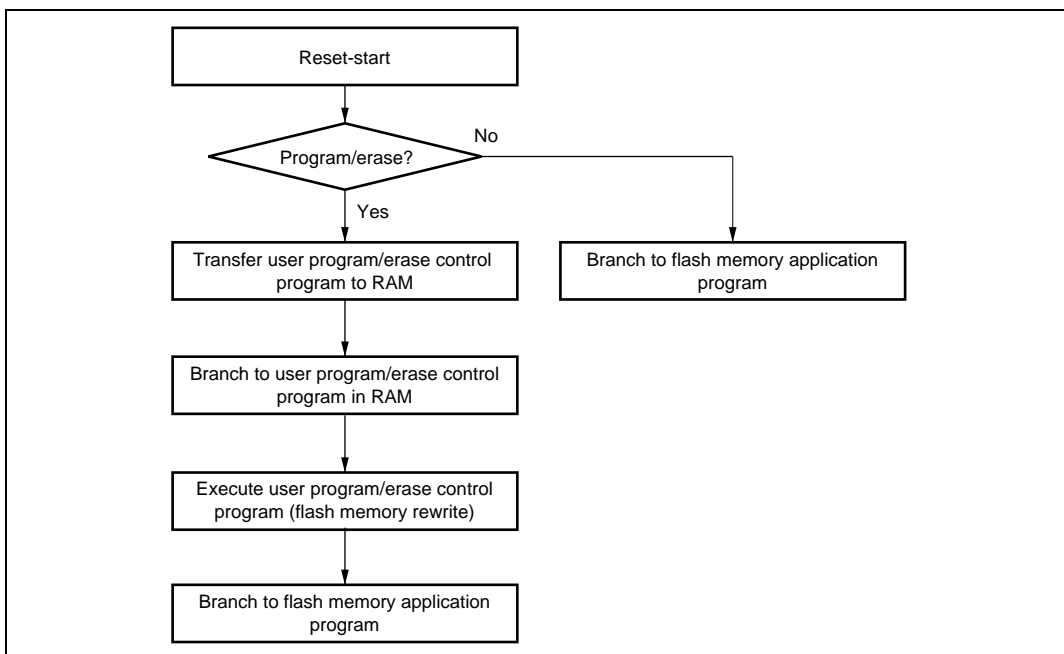 Reset-start
Program/erase?
No
Yes
Transfer user program/erase control
program to RAM
Branch to flash memory application
program
Branch to user program/erase control
program in RAM
Execute user program/erase control
program (flash memory rewrite)
Branch to flash memory application
program